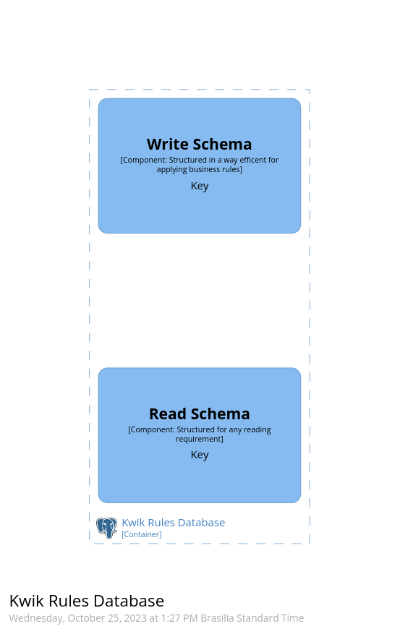 Write Schema
[Component: Structured in a way efficent for
applying business rules]
Key
Read Schema
[Component: Structured for any reading
requirement]
Key
Kwik Rules Database
[Container]
Kwik Rules Database
Wednesday, October 25, 2023 at 1:27 PM Brasilia Standard Time